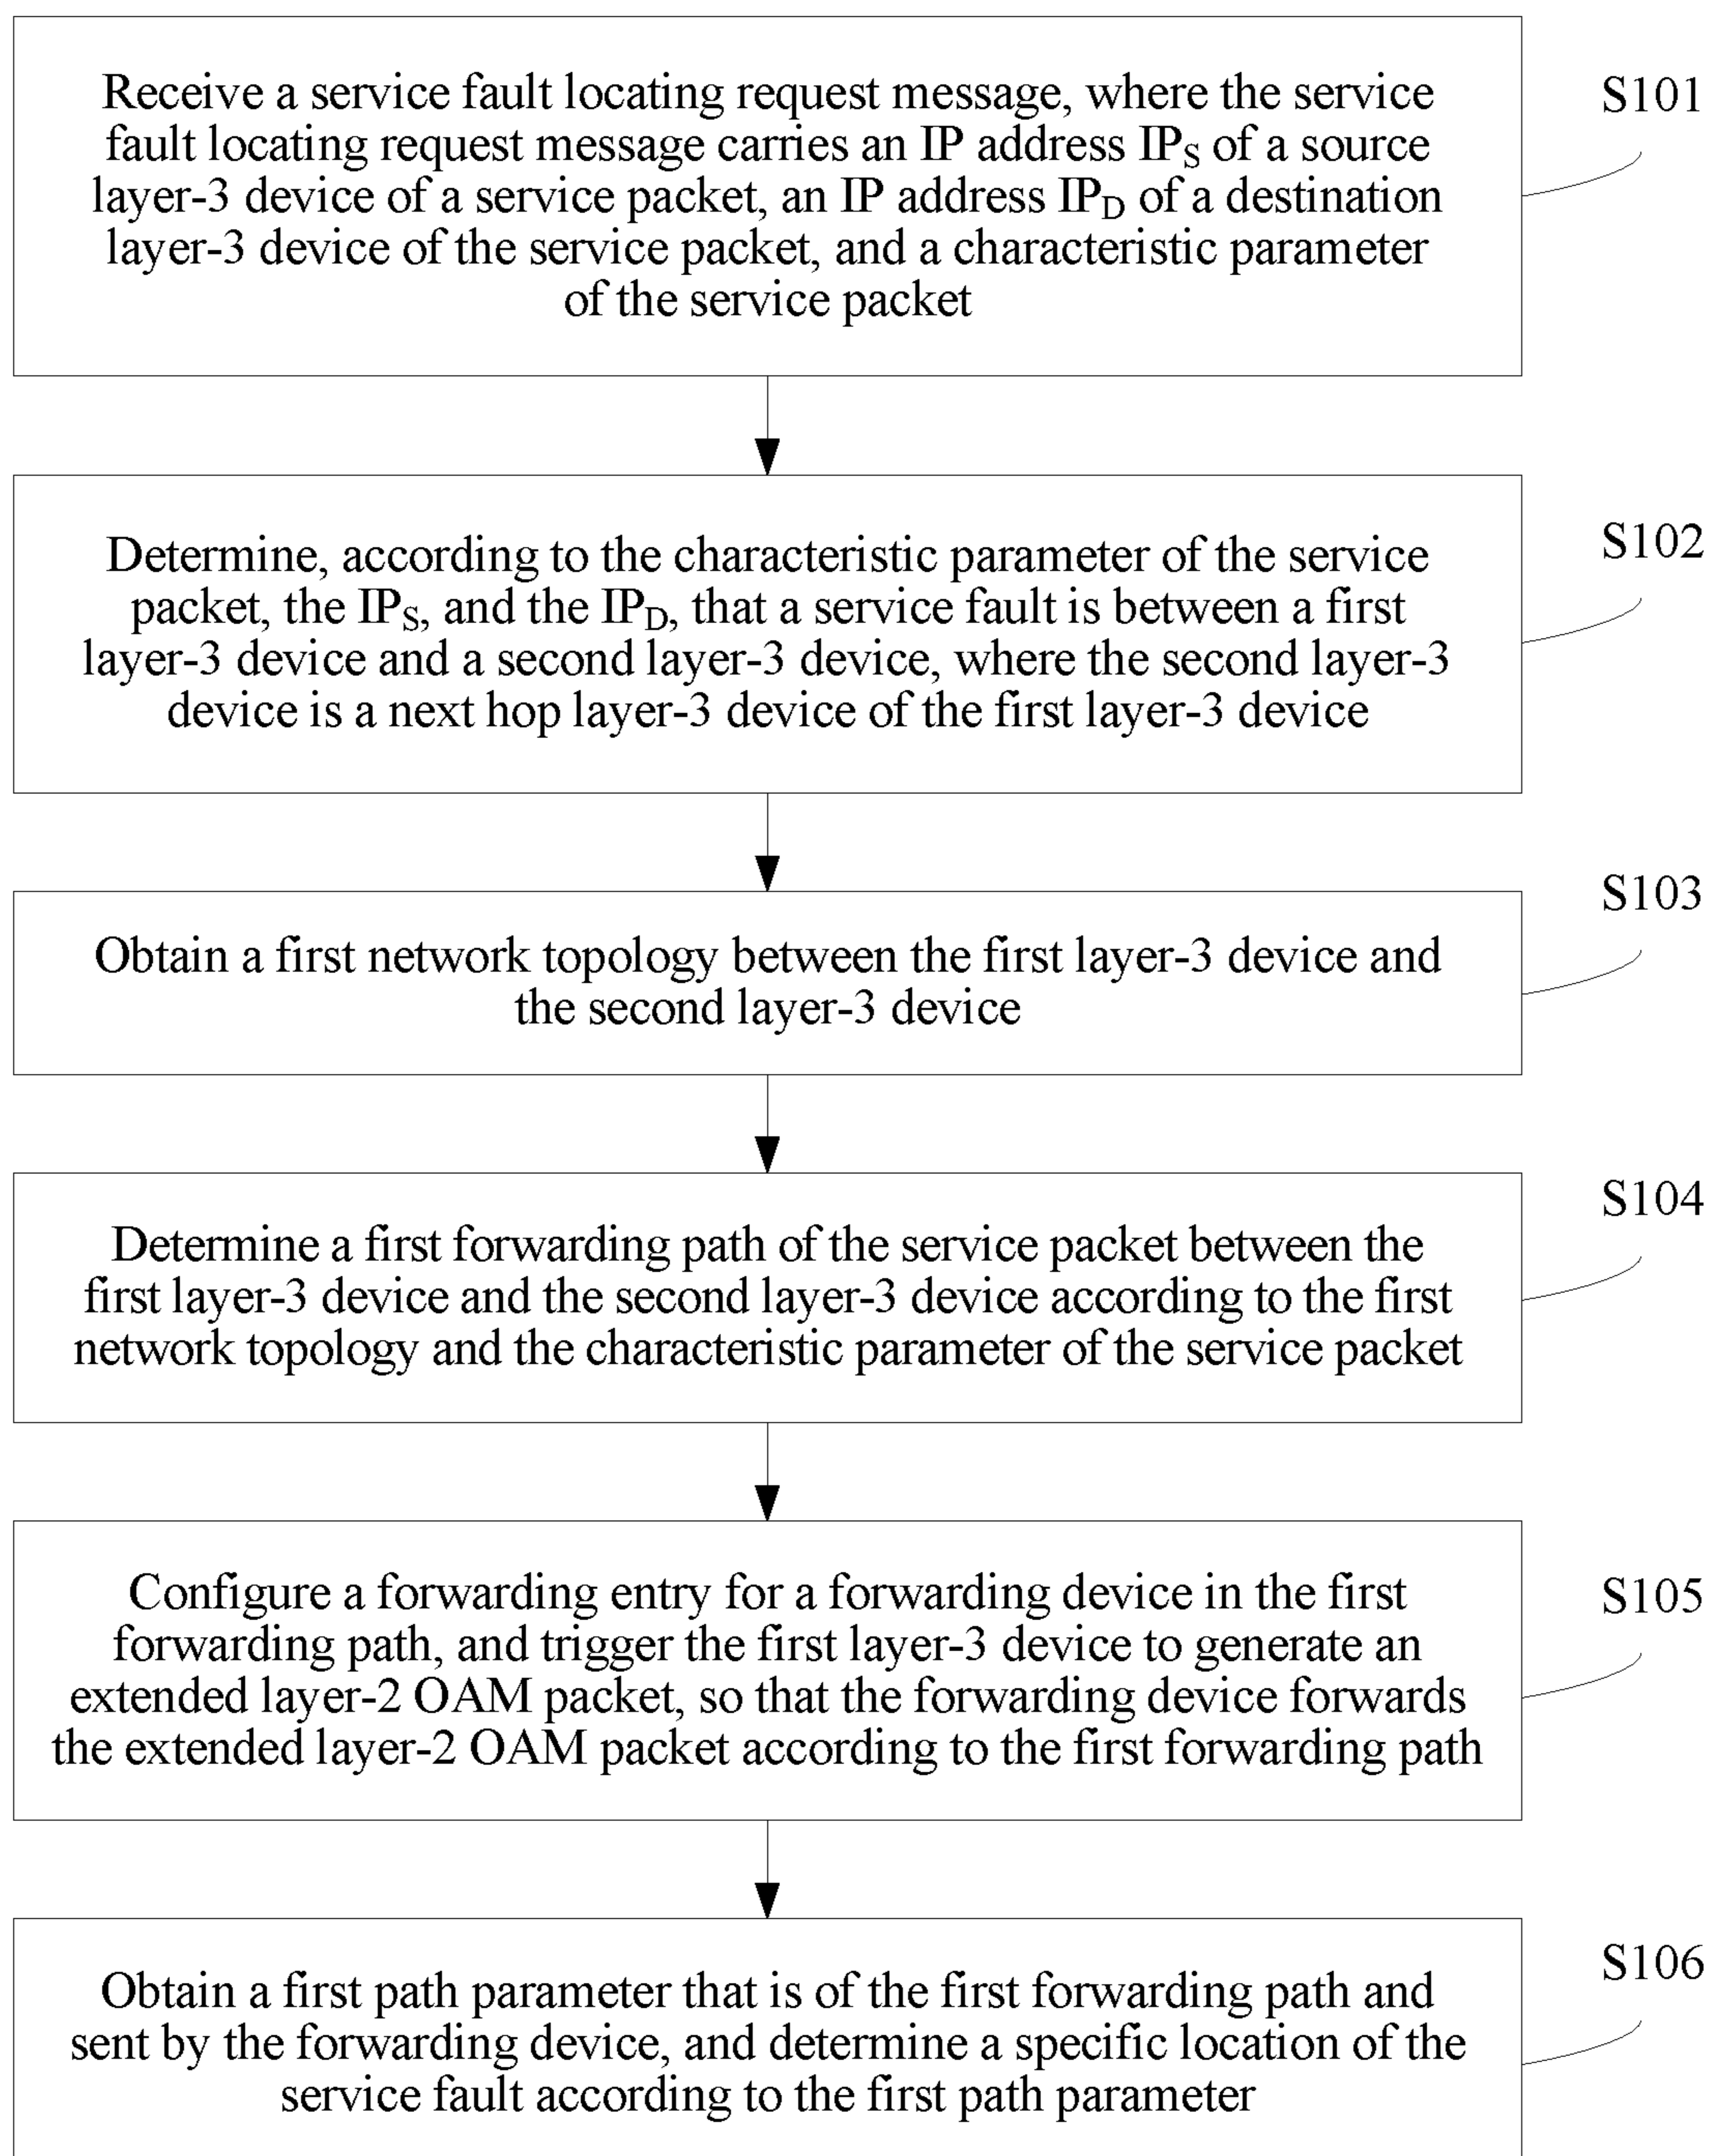 Receive a service fault locating request message, where the service
fault locating request message carries an IP address IPS of a source
layer-3 device of a service packet, an IP address IPD of a destination
layer-3 device of the service packet, and a characteristic parameter
of the service packet
S101
Determine, according to the characteristic parameter of the service
packet, the IPS, and the IPD, that a service fault is between a first
layer-3 device and a second layer-3 device, where the second layer-3
device is a next hop layer-3 device of the first layer-3 device
S102
Obtain a first network topology between the first layer-3 device and
the second layer-3 device
S103
Determine a first forwarding path of the service packet between the
first layer-3 device and the second layer-3 device according to the first
network topology and the characteristic parameter of the service packet
S104
Configure a forwarding entry for a forwarding device in the first
forwarding path, and trigger the first layer-3 device to generate an
extended layer-2 OAM packet, so that the forwarding device forwards
the extended layer-2 OAM packet according to the first forwarding path
S105
Obtain a first path parameter that is of the first forwarding path and
sent by the forwarding device, and determine a specific location of the
service fault according to the first path parameter
S106